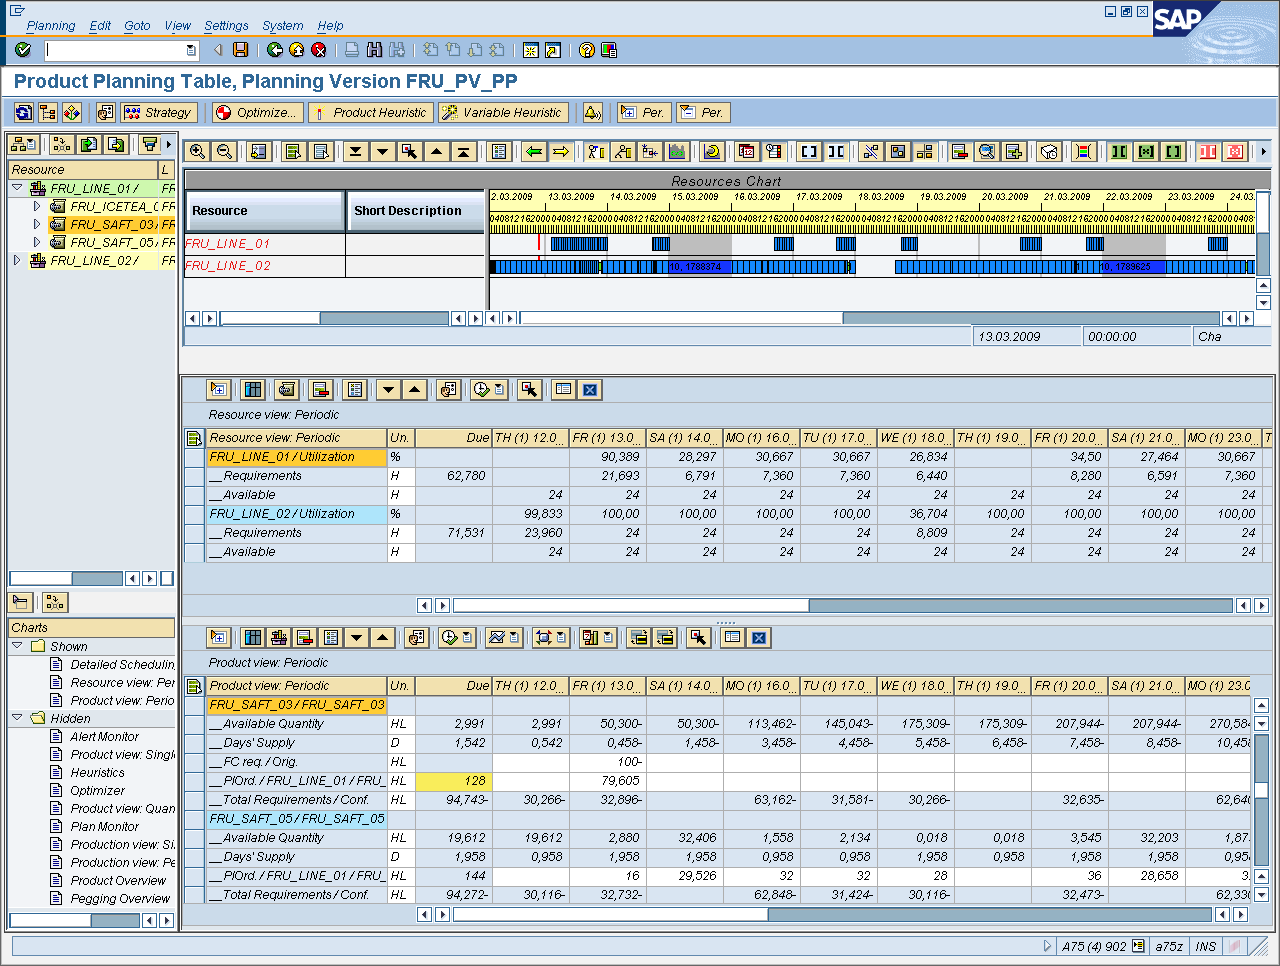 Planning Edit Goto View Settings System Help
SAP
Product Planning Table, Planning Version FRU_PV_PP
Strategy Optimize... Product Heuristic Variable Heuristic Per. Per.
Resource L
FRU_LINE_01 / FR
FRU_ICETEA_0 FR
FRU_SAFT_03 / FR
FRU_SAFT_05 / FR
FRU_LINE_02 / FR
Resources Chart
Resource Short Description
2.03.2009 13.03.2009 14.03.2009 15.03.2009 16.03.2009 17.03.2009 18.03.2009 19.03.2009 20.03.2009 21.03.2009 22.03.2009 23.03.2009 24.03
FRU_LINE_01
FRU_LINE_02 10, 1798374 10, 1799625
13.03.2009 00:00:00 Cha
Resource view: Periodic
Resource view: Periodic Un. Due TH (1) 12.0... FR (1) 13.0... SA (1) 14.0... MO (1) 16.0... TU (1) 17.0... WE (1) 18.0... TH (1) 19.0... FR (1) 20.0... SA (1) 21.0... MO (1) 23.0... T
FRU_LINE_01 / Utilization % 90,389 28,297 30,667 30,667 26,834 34,50 27,464 30,667
__Requirements H 62,780 21,693 6,791 7,360 7,360 6,440 8,280 6,591 7,360
__Available H 24 24 24 24 24 24 24 24 24 24
FRU_LINE_02 / Utilization % 99,833 100,00 100,00 100,00 100,00 36,704 100,00 100,00 100,00 100,00
__Requirements H 71,531 23,960 24 24 24 24 8,809 24 24 24 24
__Available H 24 24 24 24 24 24 24 24 24 24
Charts
Shown
Detailed Schedulin
Resource view: Per
Product view: Perio
Hidden
Alert Monitor
Product view: Singl
Heuristics
Optimizer
Product view: Quan
Plan Monitor
Production view: Si
Production view: Pe
Product Overview
Pegging Overview
Product view: Periodic
Product view: Periodic Un. Due TH (1) 12.0... FR (1) 13.0... SA (1) 14.0... MO (1) 16.0... TU (1) 17.0... WE (1) 18.0... TH (1) 19.0... FR (1) 20.0... SA (1) 21.0... MO (1) 23.0
FRU_SAFT_03 / FRU_SAFT_03
__Available Quantity HL 2,991 2,991 50,300- 50,300- 113,462- 145,043- 175,309- 175,309- 207,944- 207,944- 270,584
__Days' Supply D 1,542 0,542 0,458- 1,458- 3,458- 4,458- 5,458- 6,458- 7,458- 8,458- 10,458
__FC req. / Orig. HL 100-
__PlOrd. / FRU_LINE_01 / FRU_ HL 128 79,605
__Total Requirements / Conf. HL 94,743- 30,266- 32,896- 63,162- 31,581- 30,266- 32,635- 62,640
FRU_SAFT_05 / FRU_SAFT_05
__Available Quantity HL 19,612 19,612 2,880 32,406 1,558 2,134 0,018 0,018 3,545 32,203 1,87
__Days' Supply D 1,958 0,958 1,958 1,958 0,958 1,958 0,958 0,958 1,958 1,958 0,95
__PlOrd. / FRU_LINE_01 / FRU_ HL 144 16 29,526 32 32 28 36 28,658 3
__Total Requirements / Conf. HL 94,272- 30,116- 32,732- 62,848- 31,424- 30,116- 32,473- 62,330
A75 (4) 902 a75z INS